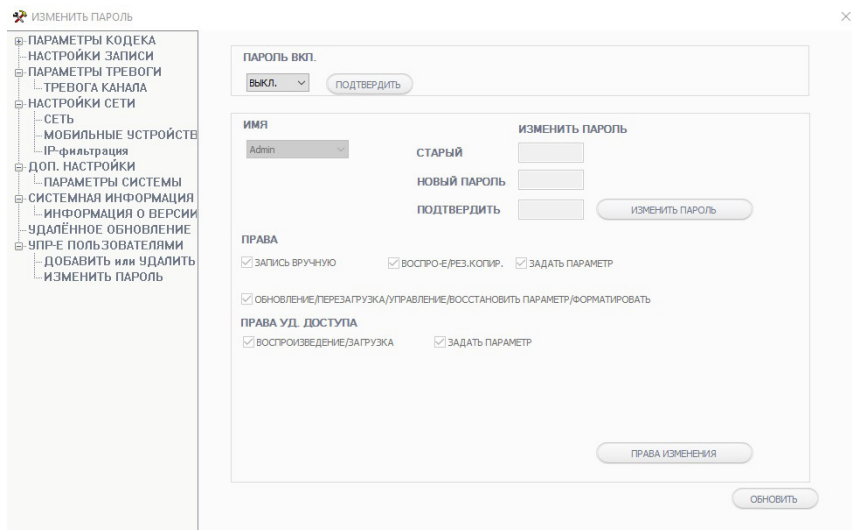 ИЗМЕНИТЬ ПАРОЛЬ
ПАРАМЕТРЫ КОДЕКА
НАСТРОЙКИ ЗАПИСИ
ПАРАМЕТРЫ ТРЕВОГИ
ТРЕВОГА КАНАЛА
НАСТРОЙКИ СЕТИ
СЕТЬ
МОБИЛЬНЫЕ УСТРОЙСТВ
IP-фильтрация
ДОП. НАСТРОЙКИ
ПАРАМЕТРЫ СИСТЕМЫ
СИСТЕМНАЯ ИНФОРМАЦИЯ
ИНФОРМАЦИЯ О ВЕРСИИ
УДАЛЁННОЕ ОБНОВЛЕНИЕ
УПР-Е ПОЛЬЗОВАТЕЛЯМИ
ДОБАВИТЬ или УДАЛИТЬ
ИЗМЕНИТЬ ПАРОЛЬ
ПАРОЛЬ ВКЛ.
ВЫКЛ. ПОДТВЕРДИТЬ
ИМЯ
ИЗМЕНИТЬ ПАРОЛЬ
Admin
СТАРЫЙ
НОВЫЙ ПАРОЛЬ
ПОДТВЕРДИТЬ ИЗМЕНИТЬ ПАРОЛЬ
ПРАВА
ЗАПИСЬ ВРУЧНУЮ ВОСПРО-Е/РЕЗ.КОПИР. ЗАДАТЬ ПАРАМЕТР
ОБНОВЛЕНИЕ/ПЕРЕЗАГРУЗКА/УПРАВЛЕНИЕ/ВОССТАНОВИТЬ ПАРАМЕТР/ФОРМАТИРОВАТЬ
ПРАВА УД. ДОСТУПА
ВОСПРОИЗВЕДЕНИЕ/ЗАГРУЗКА ЗАДАТЬ ПАРАМЕТР
ПРАВА ИЗМЕНЕНИЯ
ОБНОВИТЬ